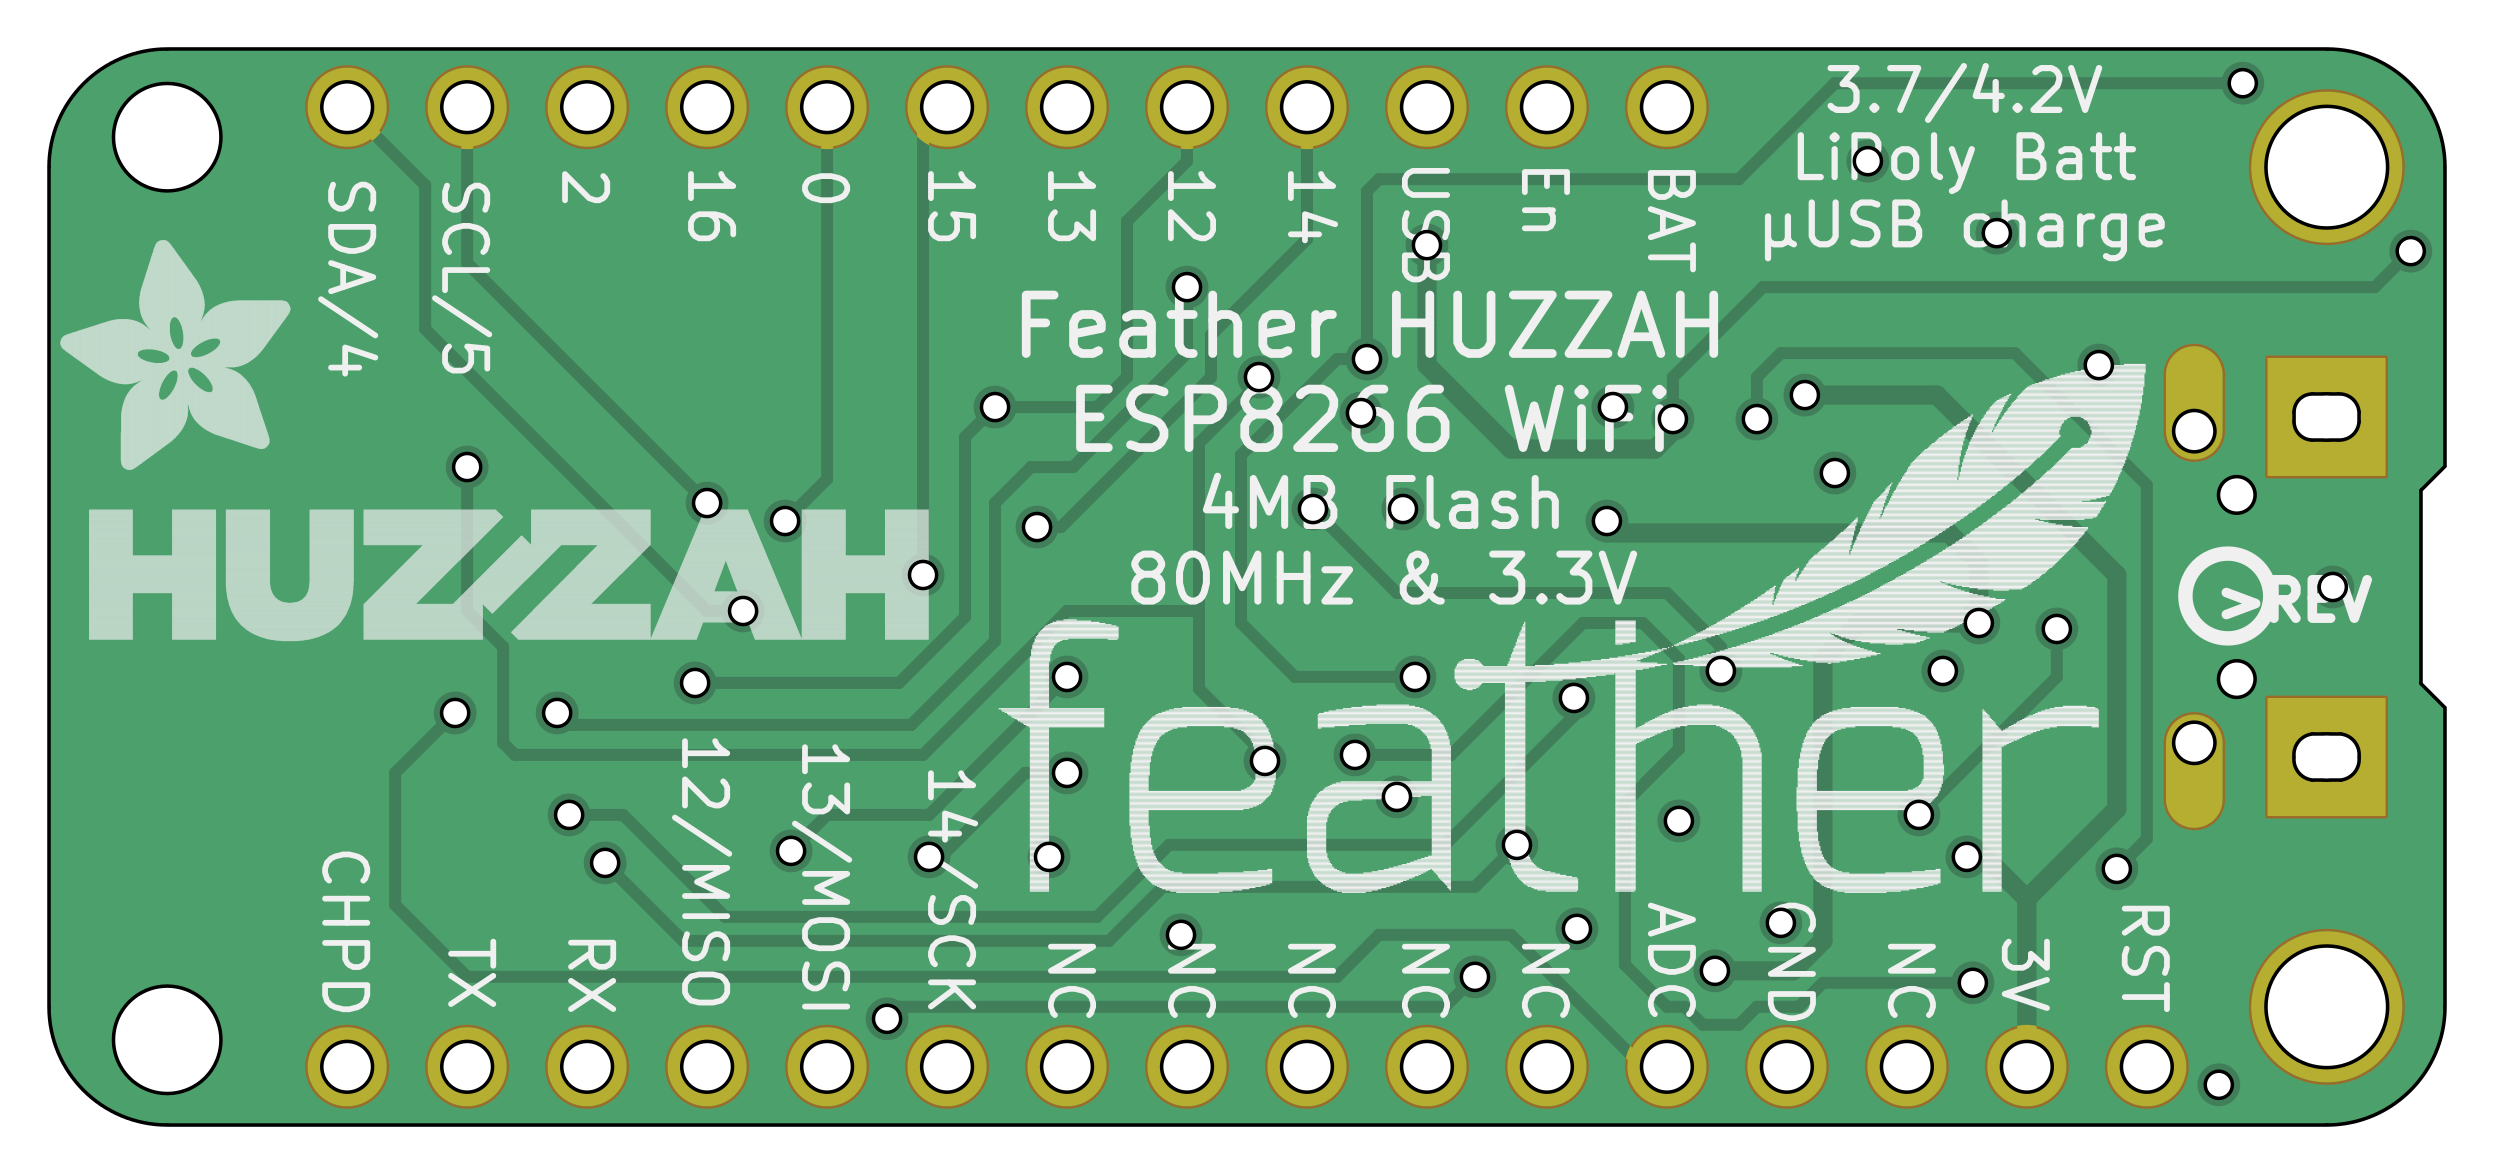 SDA/4
SCL/5
2
16
0
15
13
12
14
USB
En
BAT
3.7/4.2V
LiPoly Batt
µUSB charge
Feather HUZZAH
ESP8266 WiFi
4MB Flash
80MHz & 3.3V
HUZZAH
feather
> REV
CHPD
TX
RX
12/MISO
13/MOSI
14/SCK
NC
NC
NC
NC
NC
AD
GND
NC
3V
RST